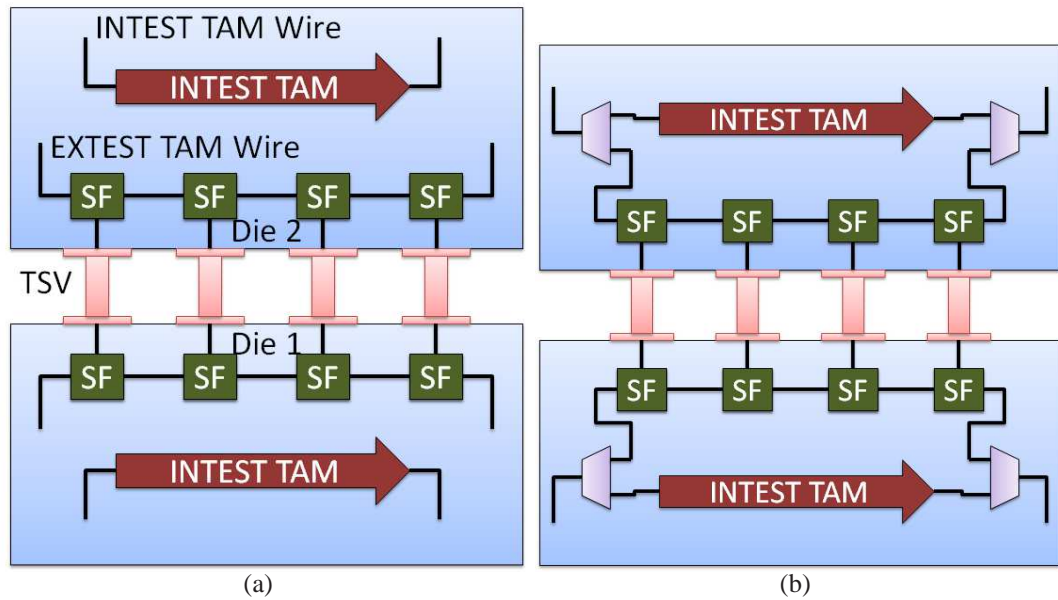 INTEST TAM Wire
INTEST TAM
EXTEST TAM Wire
SF SF SF SF
Die 2
TSV
Die 1
SF SF SF SF
INTEST TAM
(a)
INTEST TAM
SF SF SF SF
SF SF SF SF
INTEST TAM
(b)